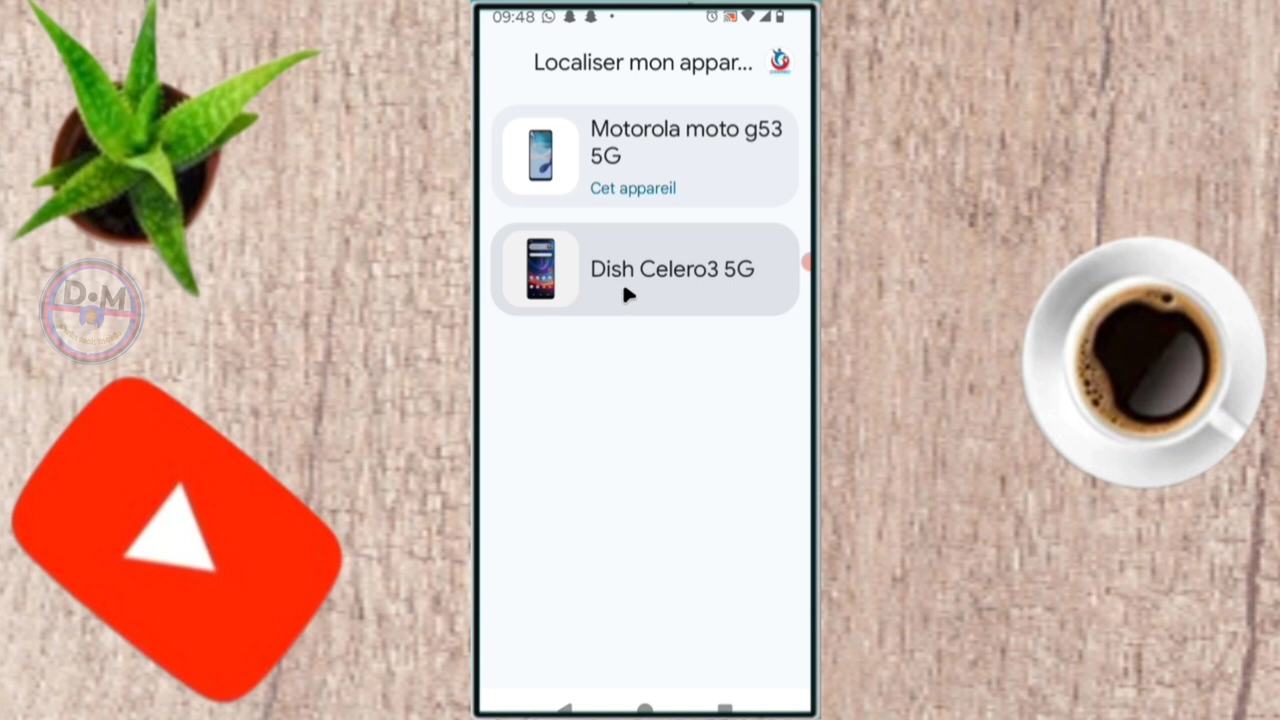 09:48
Localiser mon appar...
Motorola moto g53
5G
Cet appareil
Dish Celero3 5G
D•M